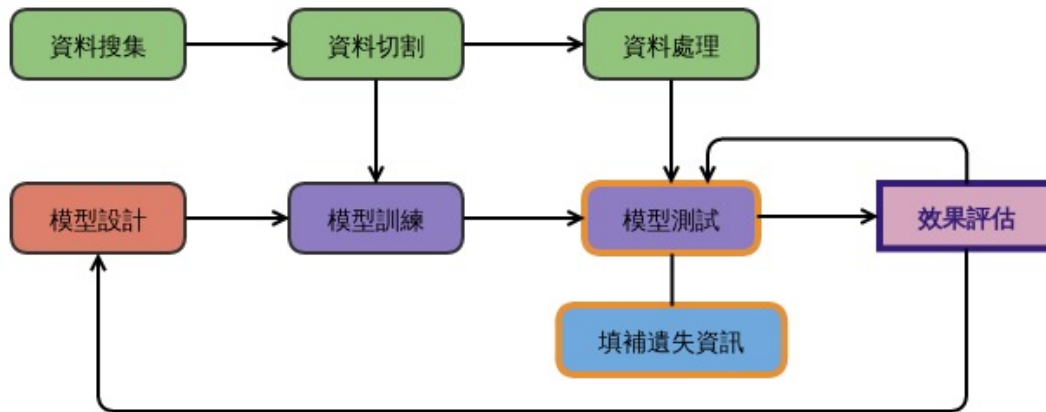 資料搜集
資料切割
資料處理
模型設計
模型訓練
模型測試
效果評估
填補遺失資訊